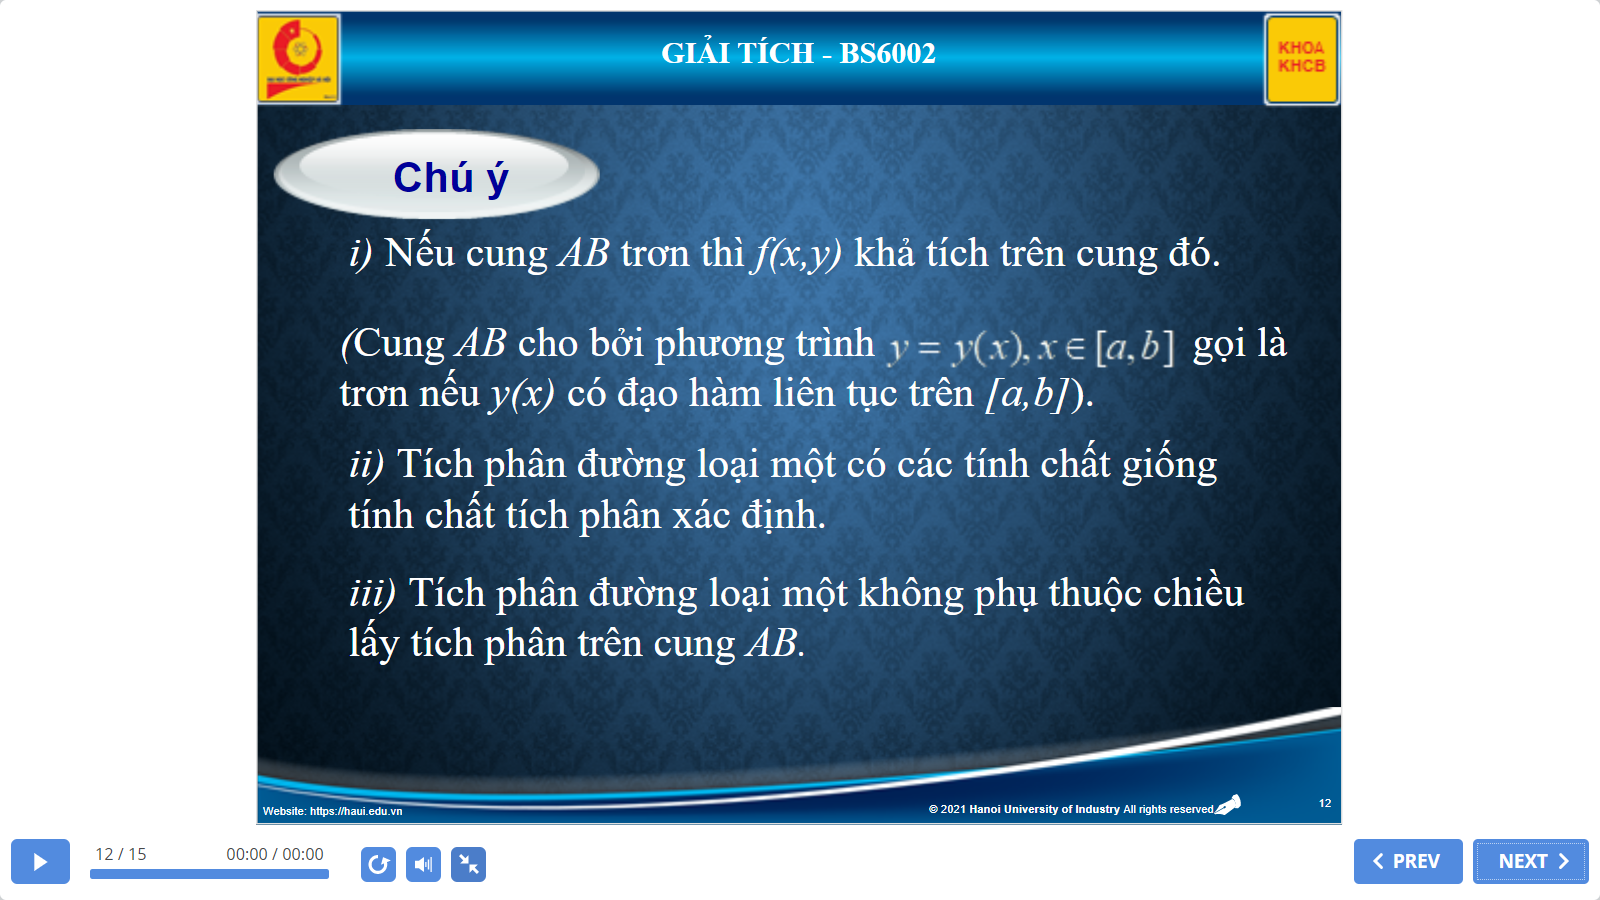 GIẢI TÍCH - BS6002
KHOA
KHCB
Chú ý
i) Nếu cung AB trơn thì f(x,y) khả tích trên cung đó.
(Cung AB cho bởi phương trình y = y(x), x ∈ [a,b] gọi là
trơn nếu y(x) có đạo hàm liên tục trên [a,b]).
ii) Tích phân đường loại một có các tính chất giống
tính chất tích phân xác định.
iii) Tích phân đường loại một không phụ thuộc chiều
lấy tích phân trên cung AB.
Website: https://haui.edu.vn
© 2021 Hanoi University of Industry All rights reserved
12
12 / 15
00:00 / 00:00
PREV
NEXT